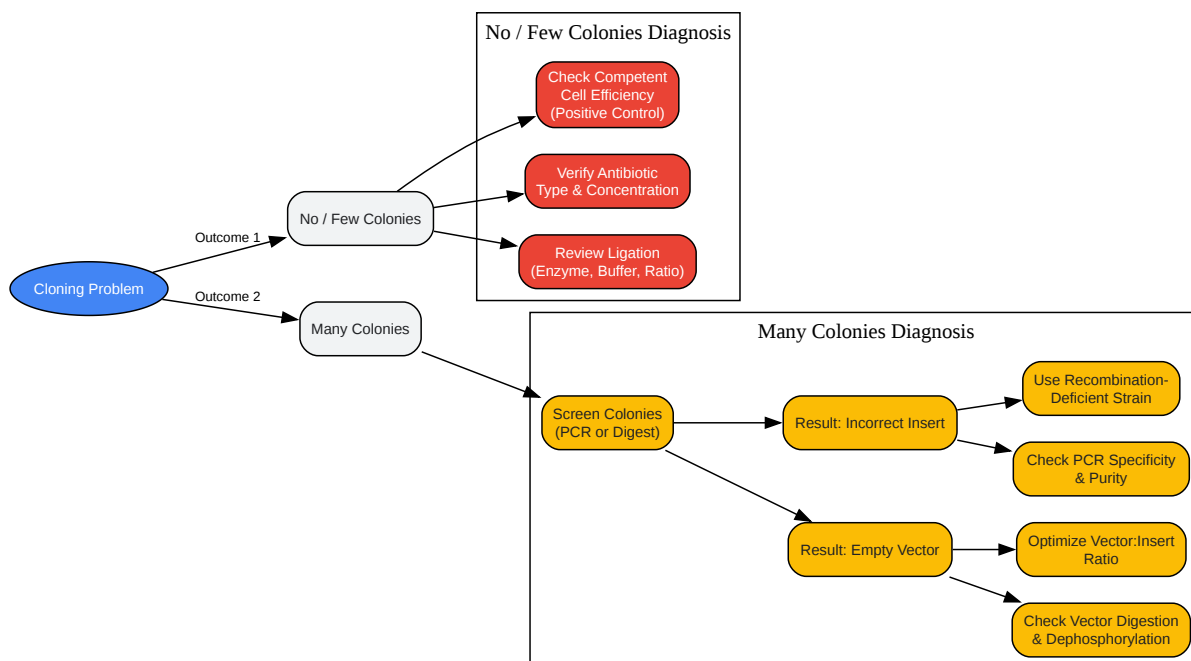 No / Few Colonies Diagnosis
Check Competent
Cell Efficiency
(Positive Control)
Verify Antibiotic
Type & Concentration
Review Ligation
(Enzyme, Buffer, Ratio)
No / Few Colonies
Outcome 1
Cloning Problem
Outcome 2
Many Colonies
Many Colonies Diagnosis
Screen Colonies
(PCR or Digest)
Result: Incorrect Insert
Use Recombination-
Deficient Strain
Check PCR Specificity
& Purity
Result: Empty Vector
Optimize Vector:Insert
Ratio
Check Vector Digestion
& Dephosphorylation